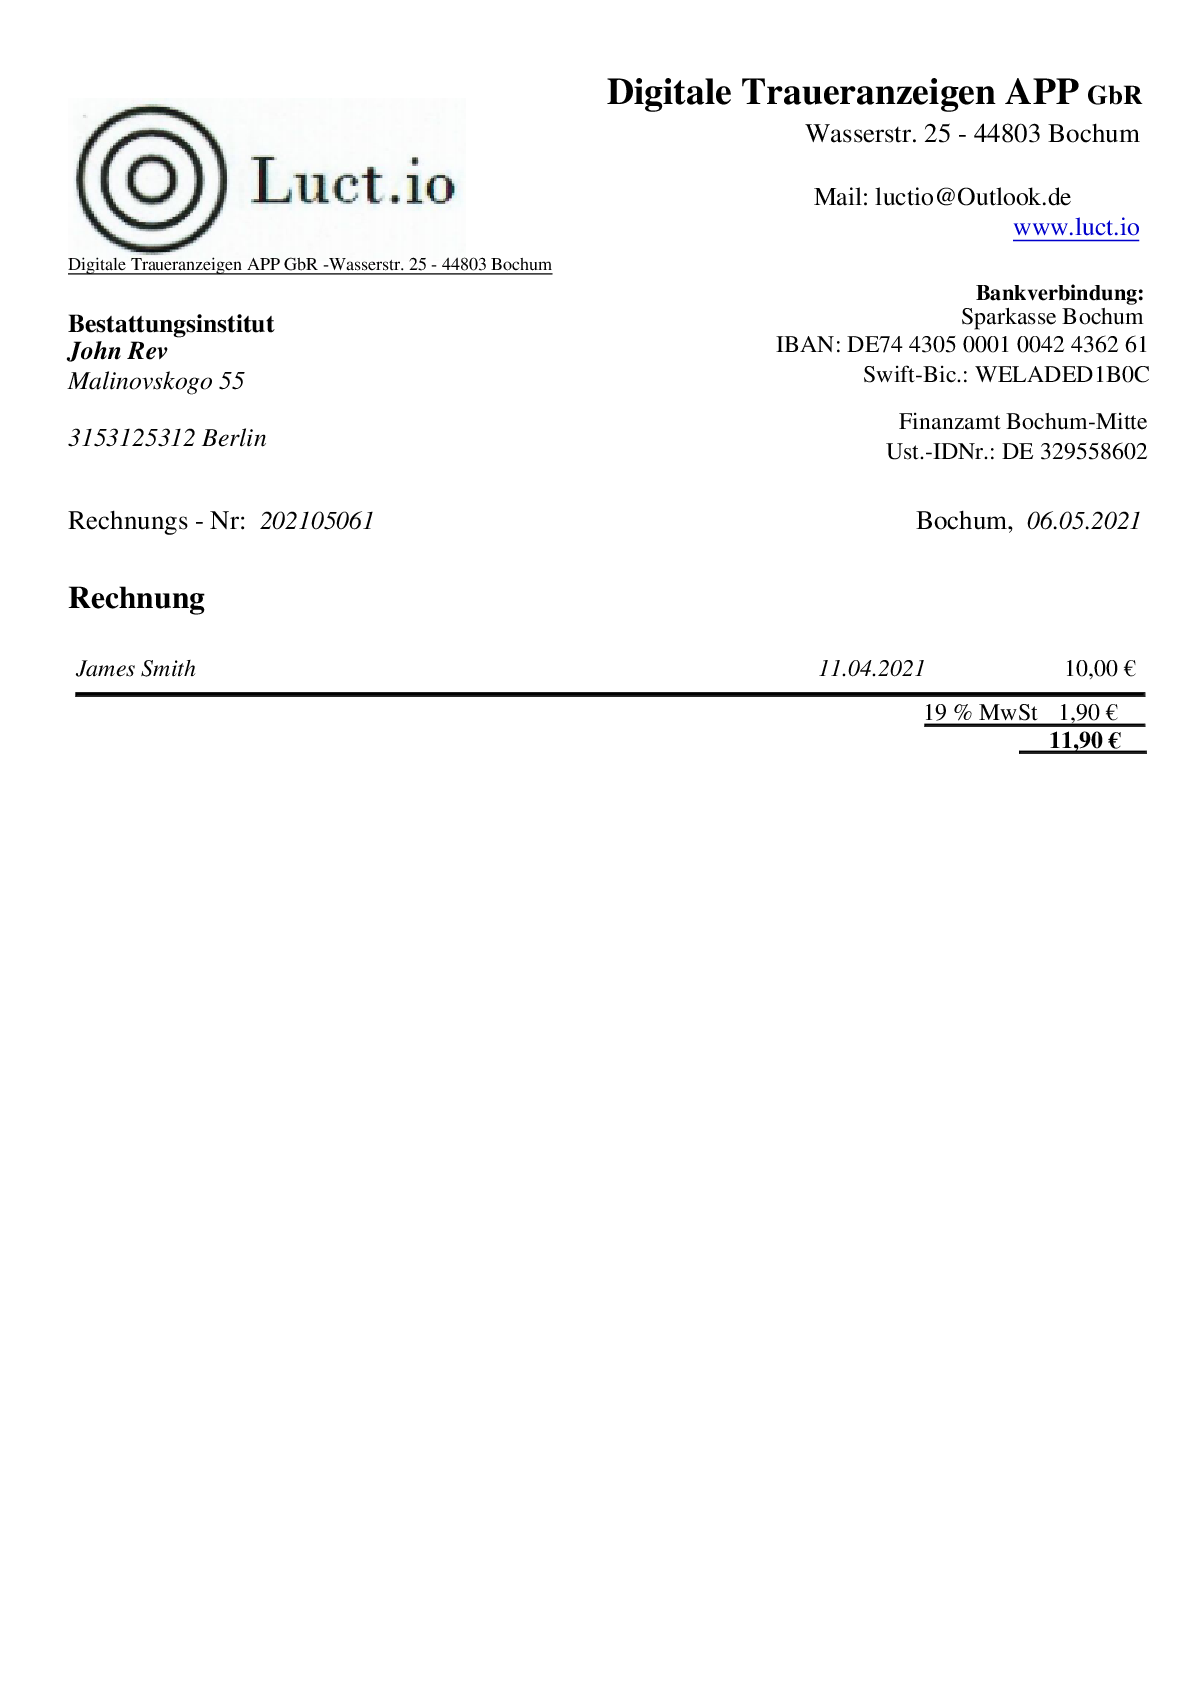 Digitale Traueranzeigen APP GbR
Wasserstr. 25 - 44803 Bochum
Luct.io
Mail: luctio@Outlook.de
www.luct.io
Digitale Traueranzeigen APP GbR -Wasserstr. 25 - 44803 Bochum
Bankverbindung:
Sparkasse Bochum
IBAN: DE74 4305 0001 0042 4362 61
Swift-Bic.: WELADED1B0C
Finanzamt Bochum-Mitte
Ust.-IDNr.: DE 329558602
Bestattungsinstitut
John Rev
Malinovskogo 55
3153125312 Berlin
Rechnungs - Nr: 202105061
Bochum, 06.05.2021
Rechnung
James Smith 11.04.2021 10,00 €
19 % MwSt 1,90 €
11,90 €